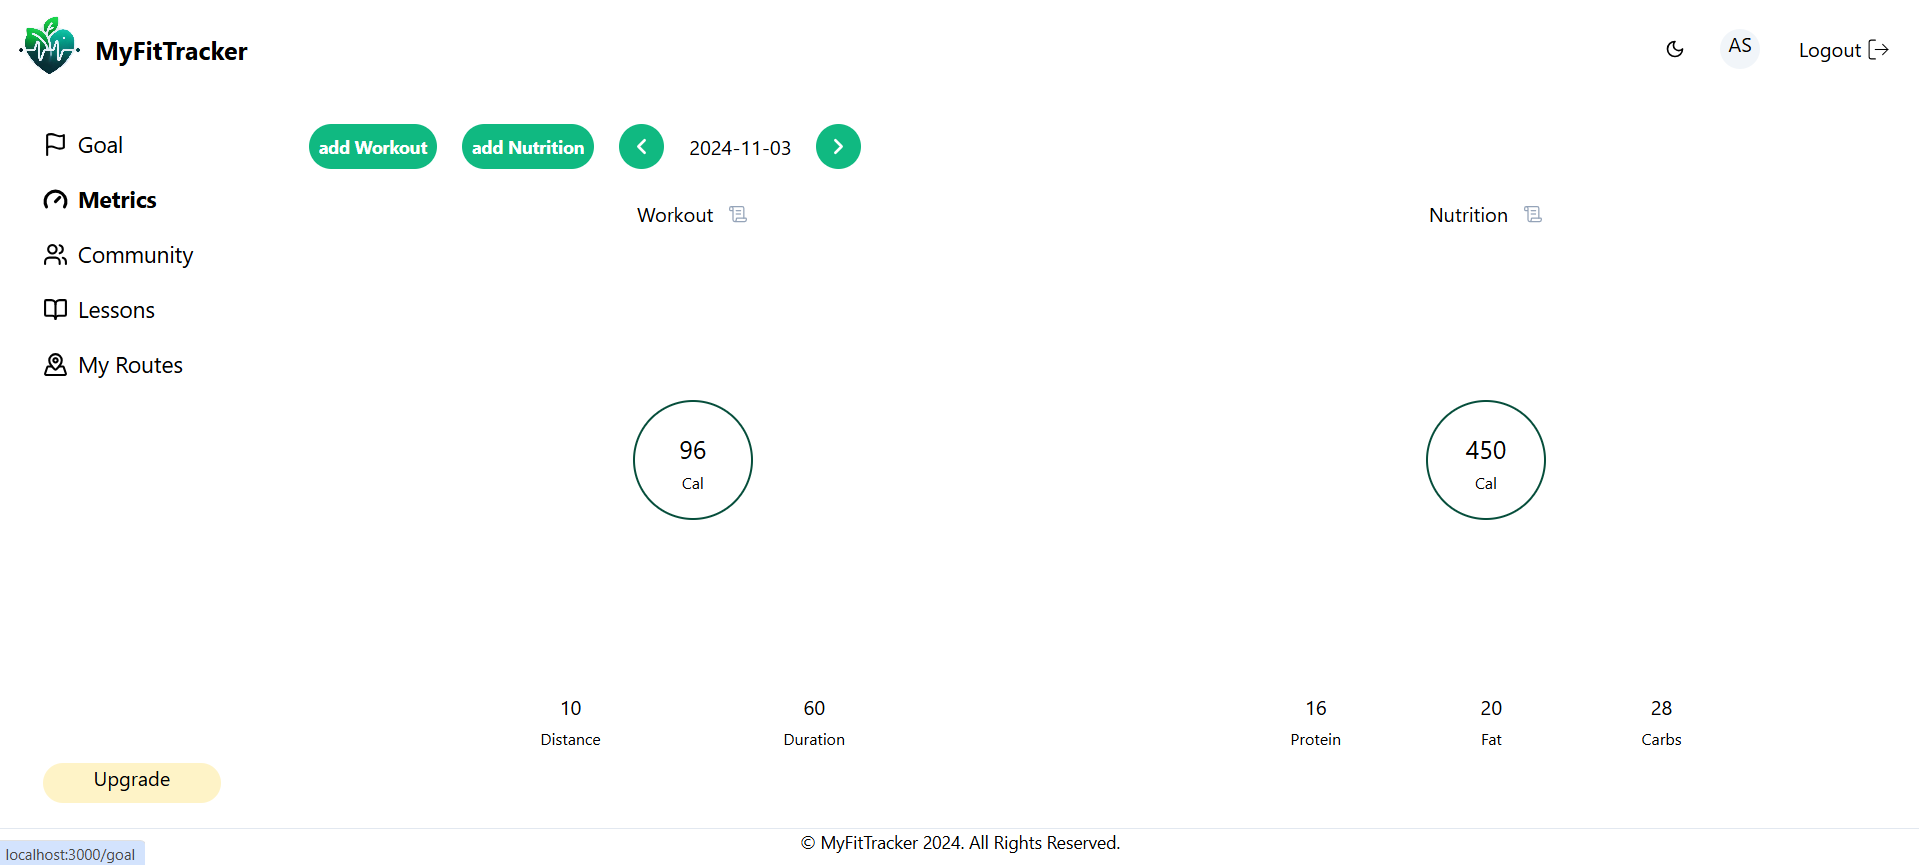 MyFitTracker
AS
Logout
Goal
Metrics
Community
Lessons
My Routes
Upgrade
add Workout
add Nutrition
2024-11-03
Workout
Nutrition
96
Cal
450
Cal
10
Distance
60
Duration
16
Protein
20
Fat
28
Carbs
© MyFitTracker 2024. All Rights Reserved.
localhost:3000/goal